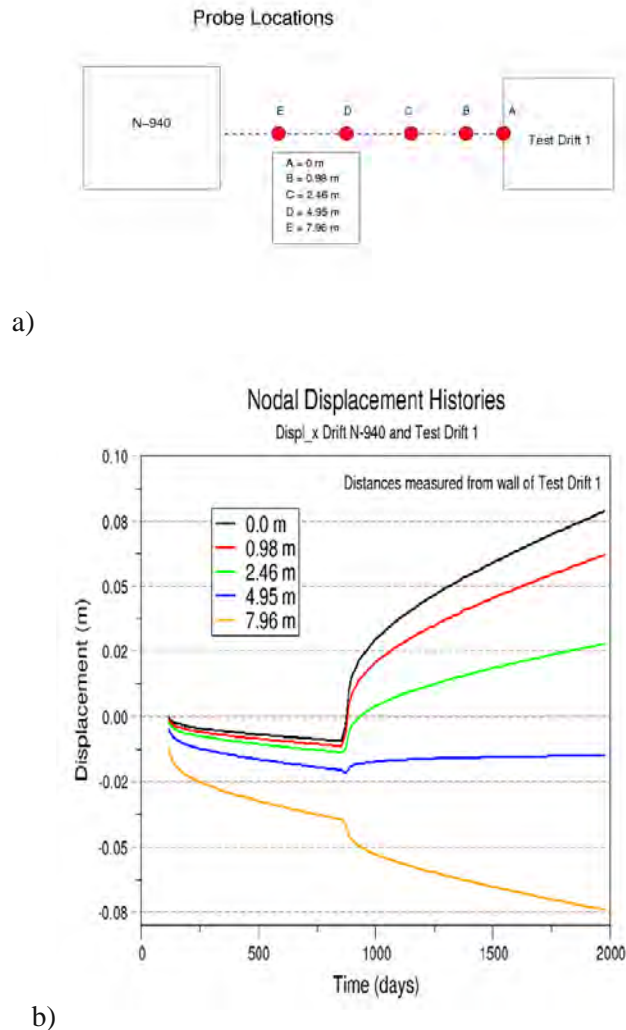 Probe Locations
E D C B A
N-940
Test Drift 1
A = 0 m
B = 0.98 m
C = 2.46 m
D = 4.95 m
E = 7.96 m
a)
Nodal Displacement Histories
Displ_x Drift N-940 and Test Drift 1
Distances measured from wall of Test Drift 1
0.0 m
0.98 m
2.46 m
4.95 m
7.96 m
Displacement (m)
0.10
0.08
0.05
0.02
0.00
-0.02
-0.05
-0.08
0 500 1000 1500 2000
Time (days)
b)